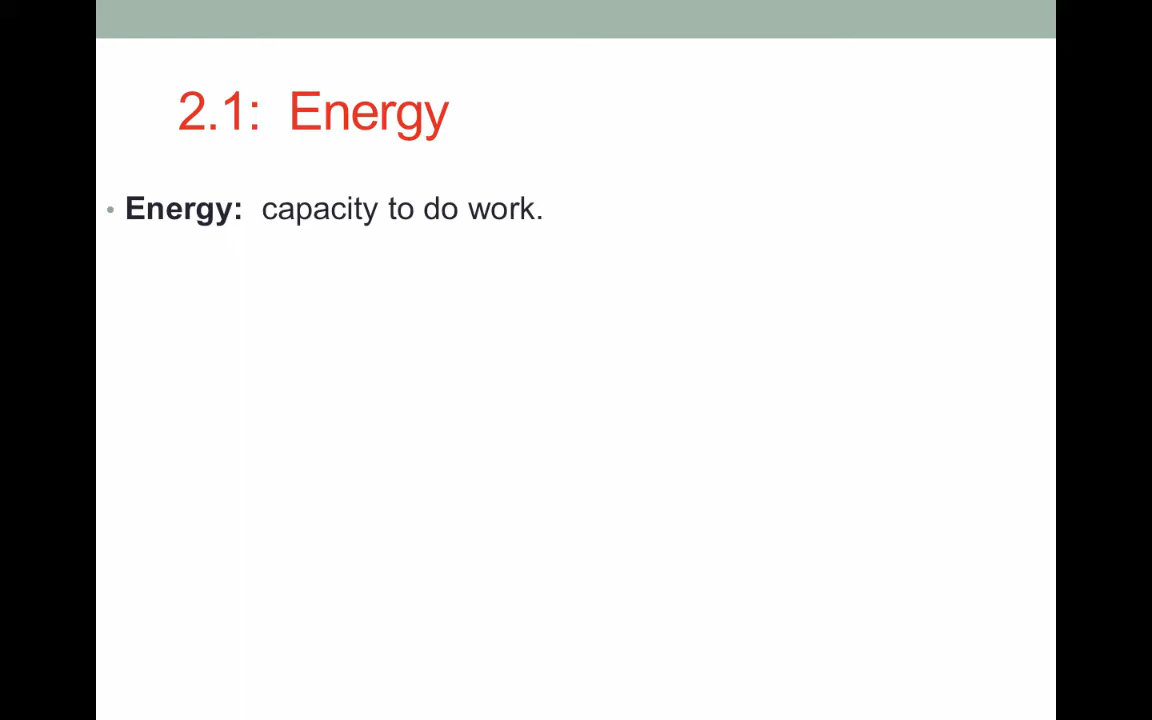 2.1: Energy
• Energy: capacity to do work.